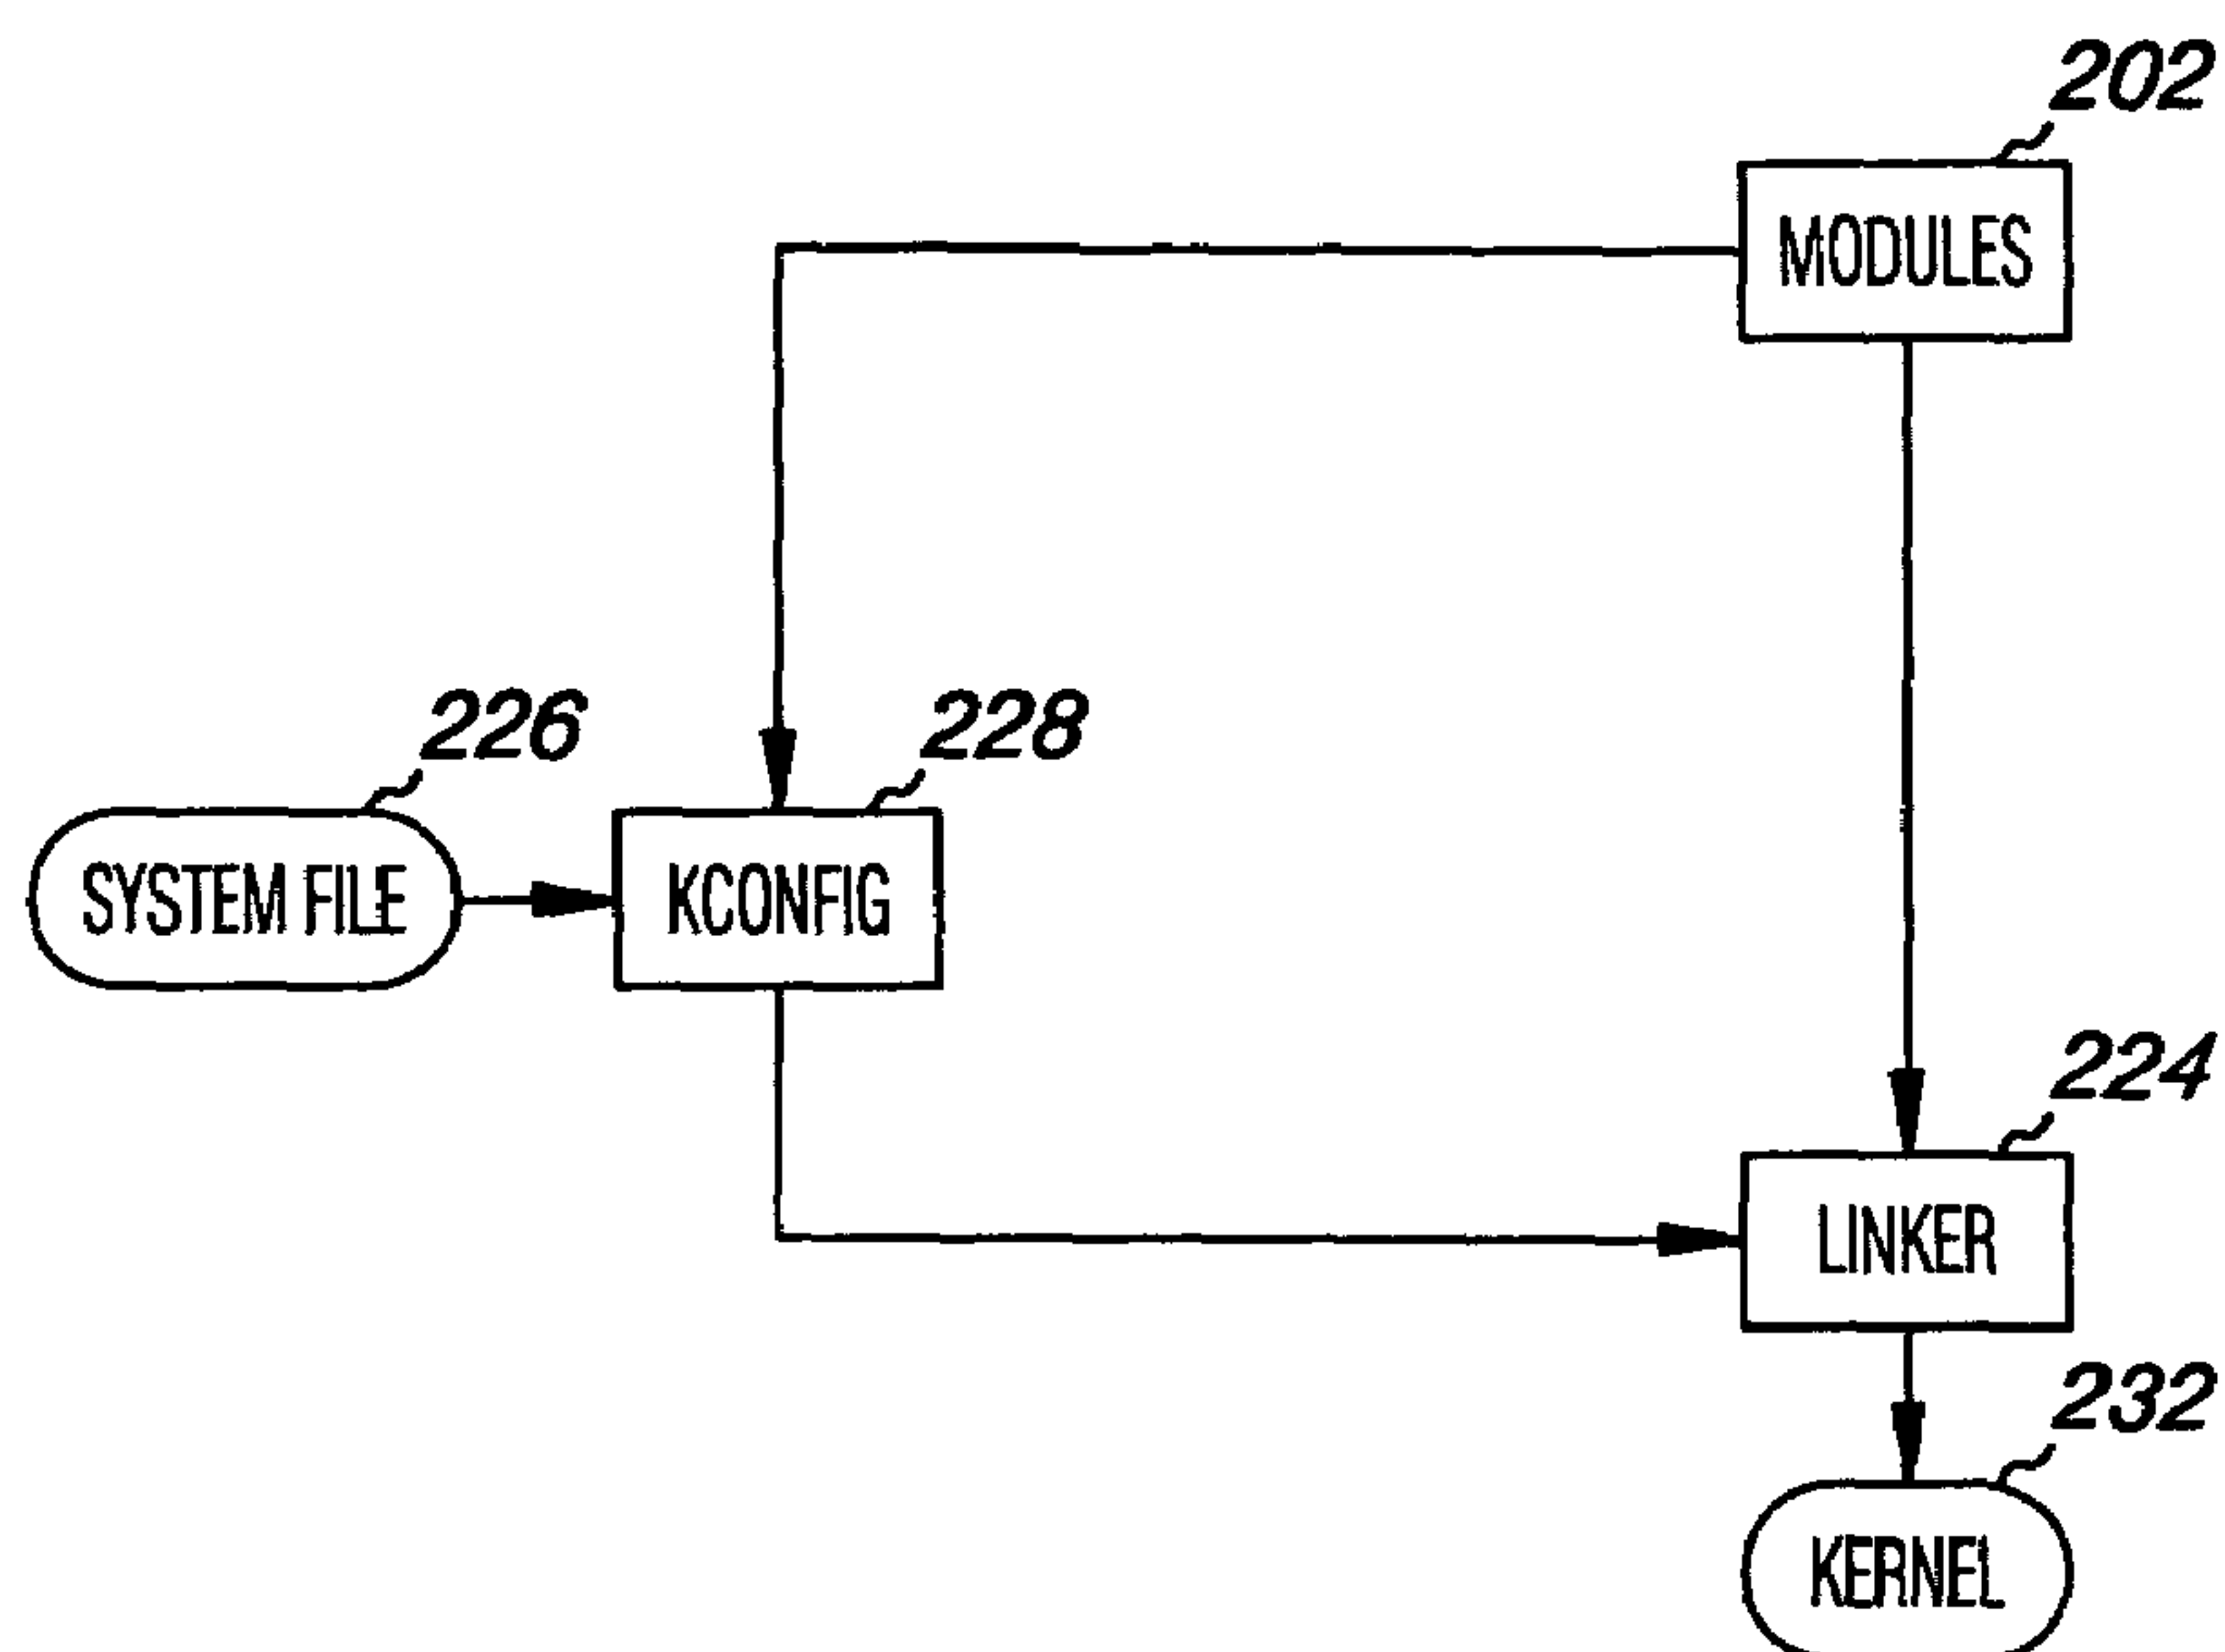 202
MODULES
226
228
SYSTEM FILE
KCONFIG
224
LINKER
232
KERNEL